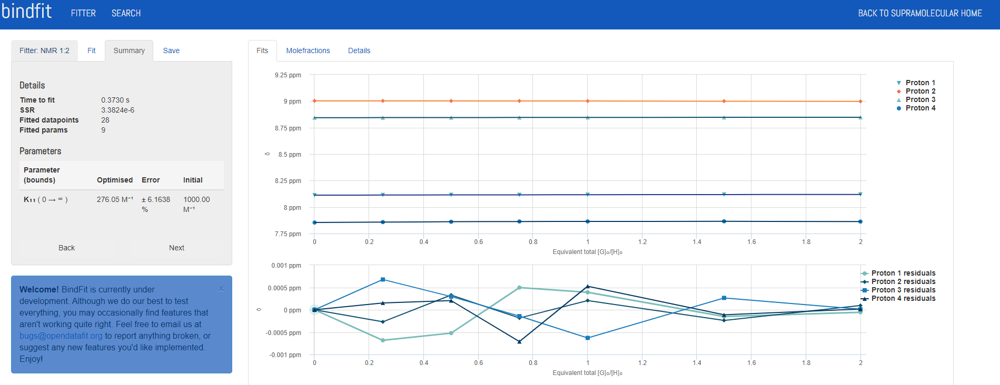 bindfit FITTER SEARCH BACK TO SUPRAMOLECULAR HOME
Fitter: NMR 1:2 Fit Summary Save
Details
Time to fit 0.3730 s
SSR 3.3824e-6
Fitted datapoints 28
Fitted params 9
Parameters
Parameter
(bounds) Optimised Error Initial
K₁₁ ( 0 → ∞ ) 276.05 M⁻¹ ± 6.1638 1000.00
% M⁻¹
Back Next
Welcome! BindFit is currently under ×
development. Although we do our best to test
everything, you may occasionally find features that
aren't working quite right. Feel free to email us at
bugs@opendatafit.org to report anything broken, or
suggest any new features you'd like implemented.
Enjoy!
Fits Molefractions Details
9.25 ppm
9 ppm
8.75 ppm
8.5 ppm
8.25 ppm
8 ppm
7.75 ppm
δ
0 0.2 0.4 0.6 0.8 1 1.2 1.4 1.6 1.8 2
Equivalent total [G]₀/[H]₀
Proton 1
Proton 2
Proton 3
Proton 4
0.001 ppm
0.0005 ppm
0 ppm
-0.0005 ppm
-0.001 ppm
δ
0 0.2 0.4 0.6 0.8 1 1.2 1.4 1.6 1.8 2
Equivalent total [G]₀/[H]₀
Proton 1 residuals
Proton 2 residuals
Proton 3 residuals
Proton 4 residuals